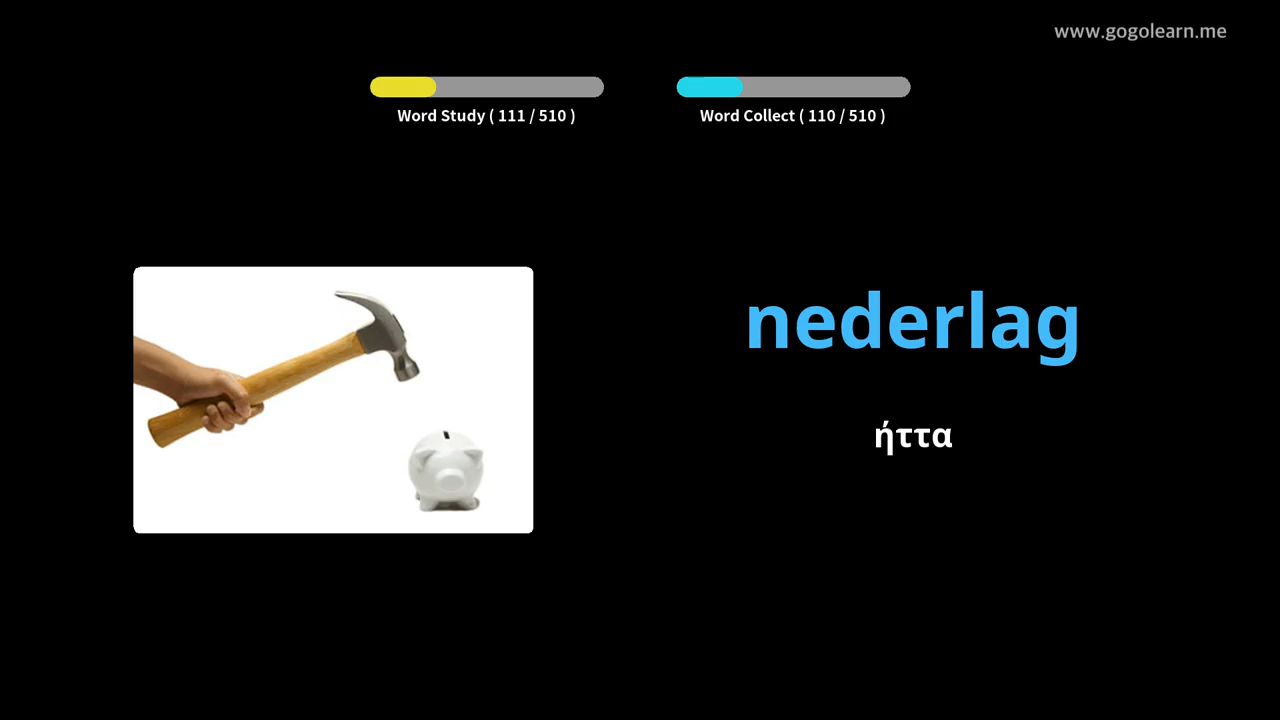 www.gogolearn.me
Word Study ( 111 / 510 )
Word Collect ( 110 / 510 )
nederlag
ήττα